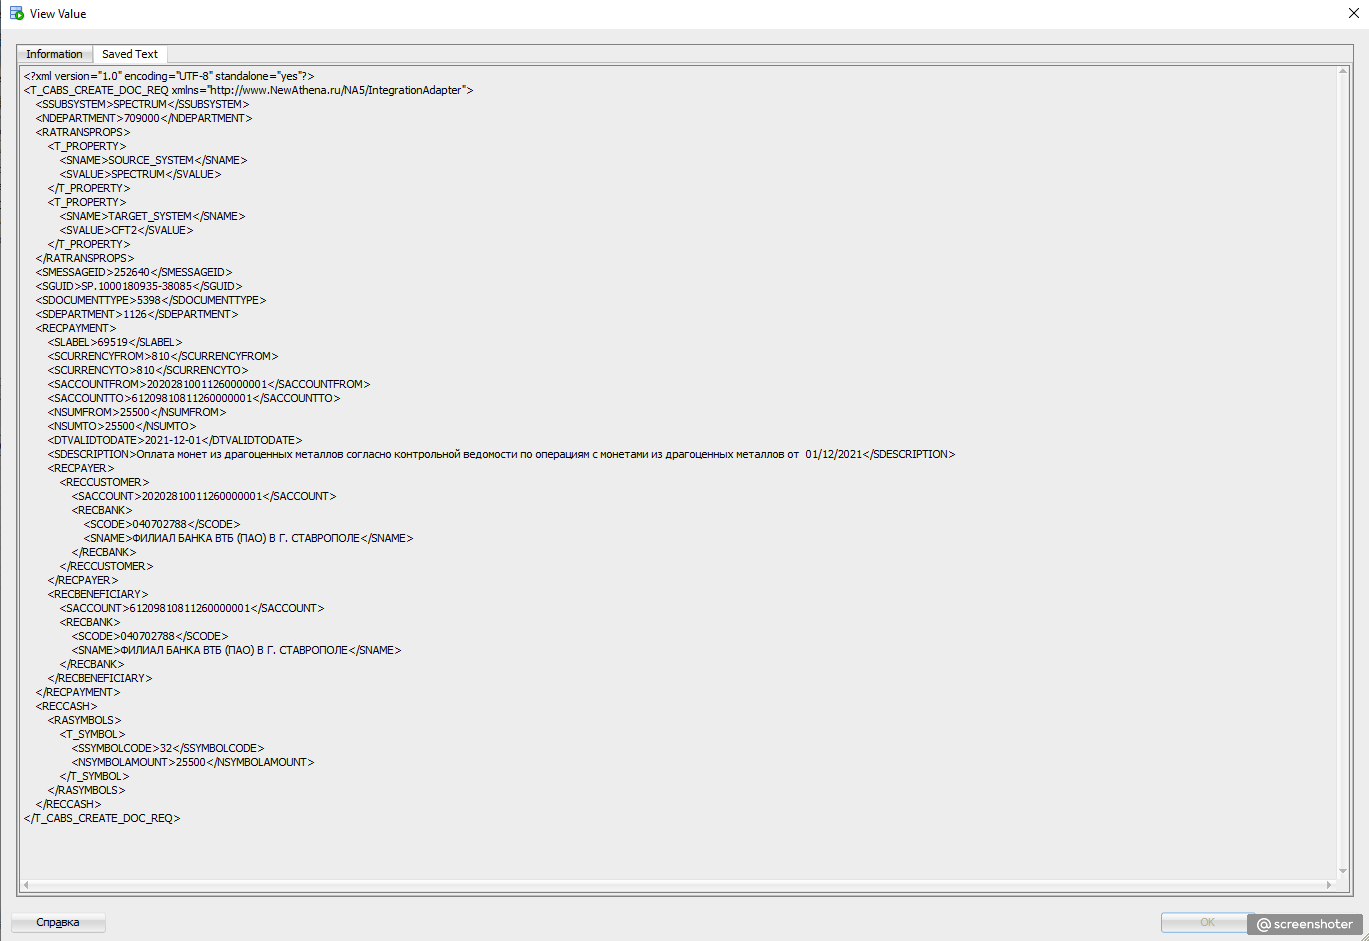 View Value
Information Saved Text
<?xml version="1.0" encoding="UTF-8" standalone="yes"?>
<T_CABS_CREATE_DOC_REQ xmlns="http://www.NewAthena.ru/NA5/IntegrationAdapter">
<SSUBSYSTEM>SPECTRUM</SSUBSYSTEM>
<NDEPARTMENT>709000</NDEPARTMENT>
<RATRANSPROPS>
<T_PROPERTY>
<SNAME>SOURCE_SYSTEM</SNAME>
<SVALUE>SPECTRUM</SVALUE>
</T_PROPERTY>
<T_PROPERTY>
<SNAME>TARGET_SYSTEM</SNAME>
<SVALUE>CFT2</SVALUE>
</T_PROPERTY>
</RATRANSPROPS>
<SMESSAGEID>252640</SMESSAGEID>
<SGUID>SP.1000180935-38085</SGUID>
<SDOCUMENTTYPE>5398</SDOCUMENTTYPE>
<SDEPARTMENT>1126</SDEPARTMENT>
<RECPAYMENT>
<SLABEL>69519</SLABEL>
<SCURRENCYFROM>810</SCURRENCYFROM>
<SCURRENCYTO>810</SCURRENCYTO>
<SACCOUNTFROM>20202810011260000001</SACCOUNTFROM>
<SACCOUNTTO>61209810811260000001</SACCOUNTTO>
<NSUMFROM>25500</NSUMFROM>
<NSUMTO>25500</NSUMTO>
<DTVALIDTODATE>2021-12-01</DTVALIDTODATE>
<SDESCRIPTION>Оплата монет из драгоценных металлов согласно контрольной ведомости по операциям с монетами из драгоценных металлов от  01/12/2021</SDESCRIPTION>
<RECPAYER>
<RECCUSTOMER>
<SACCOUNT>20202810011260000001</SACCOUNT>
<RECBANK>
<SCODE>040702788</SCODE>
<SNAME>ФИЛИАЛ БАНКА ВТБ (ПАО) В Г. СТАВРОПОЛЕ</SNAME>
</RECBANK>
</RECCUSTOMER>
</RECPAYER>
<RECBENEFICIARY>
<SACCOUNT>61209810811260000001</SACCOUNT>
<RECBANK>
<SCODE>040702788</SCODE>
<SNAME>ФИЛИАЛ БАНКА ВТБ (ПАО) В Г. СТАВРОПОЛЕ</SNAME>
</RECBANK>
</RECBENEFICIARY>
</RECPAYMENT>
<RECCASH>
<RASYMBOLS>
<T_SYMBOL>
<SSYMBOLCODE>32</SSYMBOLCODE>
<NSYMBOLAMOUNT>25500</NSYMBOLAMOUNT>
</T_SYMBOL>
</RASYMBOLS>
</RECCASH>
</T_CABS_CREATE_DOC_REQ>
Справка OK
@screenshoter